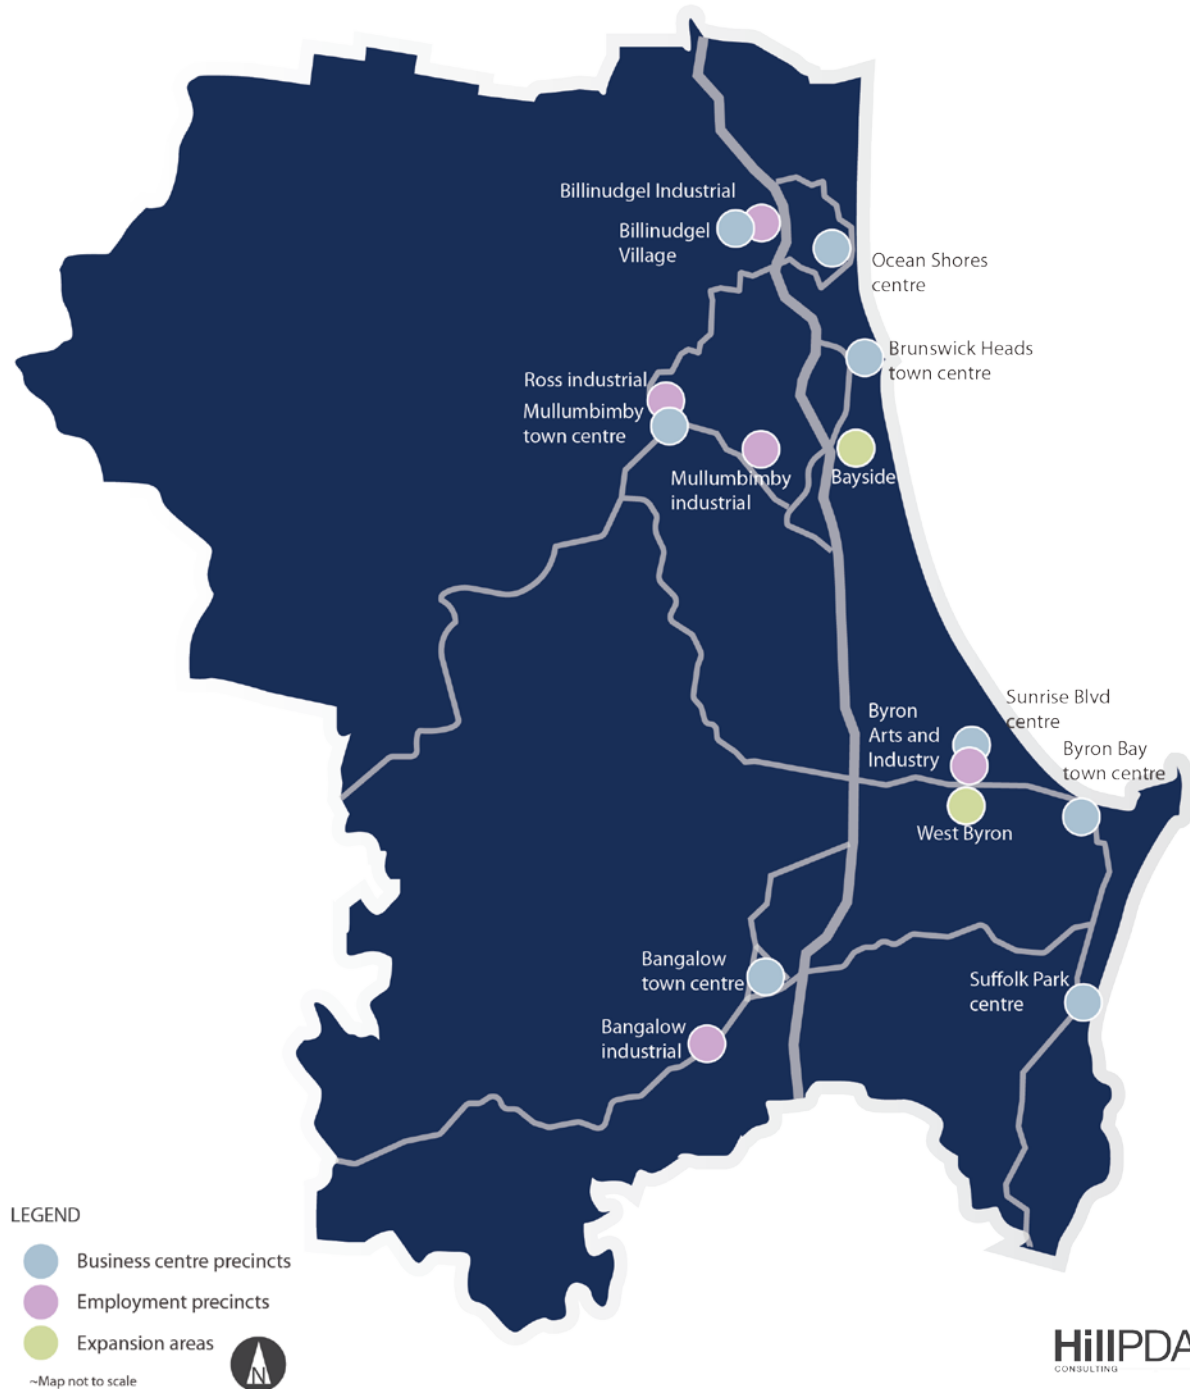 Billinudgel Industrial
Billinudgel
Village
Ocean Shores
centre
Brunswick Heads
town centre
Ross industrial
Mullumbimby
town centre
Mullumbimby
industrial
Bayside
Sunrise Blvd
centre
Byron
Arts and
Industry
Byron Bay
town centre
West Byron
Bangalow
town centre
Suffolk Park
centre
Bangalow
industrial
LEGEND
Business centre precincts
Employment precincts
Expansion areas
~Map not to scale
N
HillPDA
CONSULTING